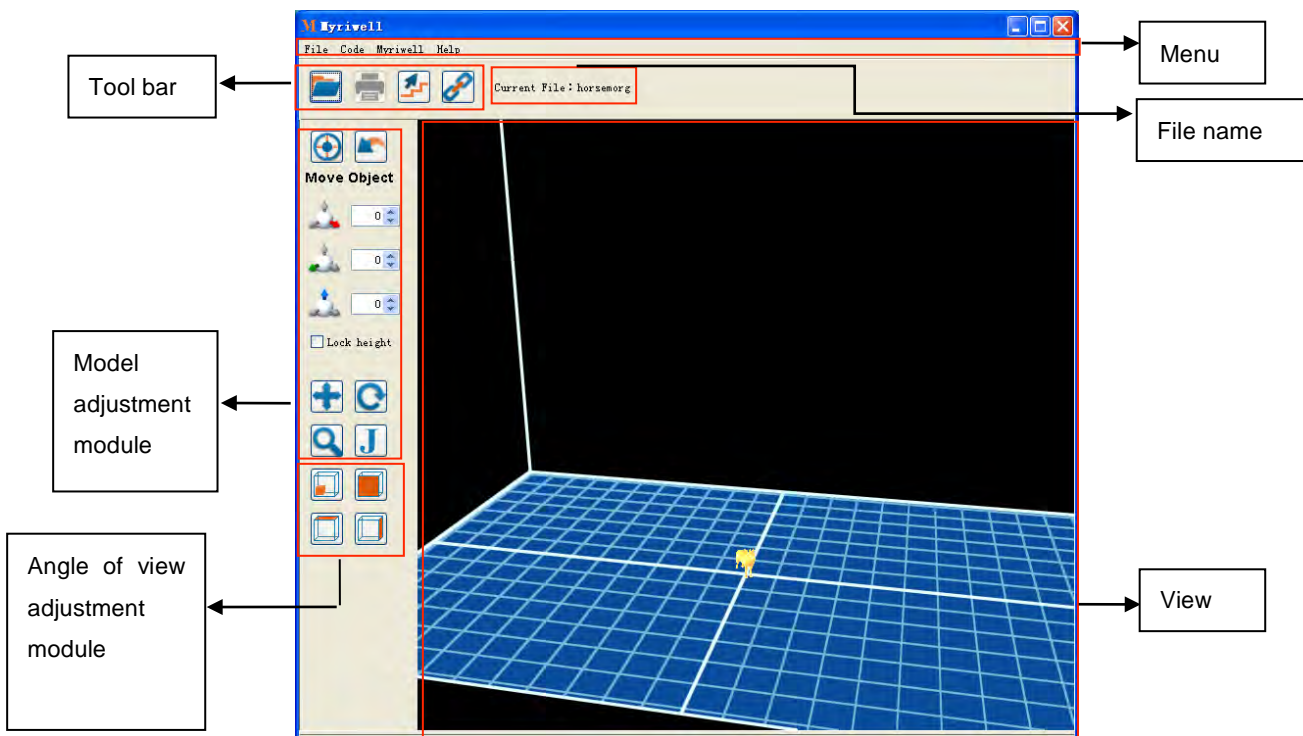 M Myriwell
File Code Myriwell Help
Menu
Tool bar
Current File:horsemorg
File name
Move Object
0
0
0
Lock height
Model
adjustment
module
J
Angle of view
adjustment
module
View